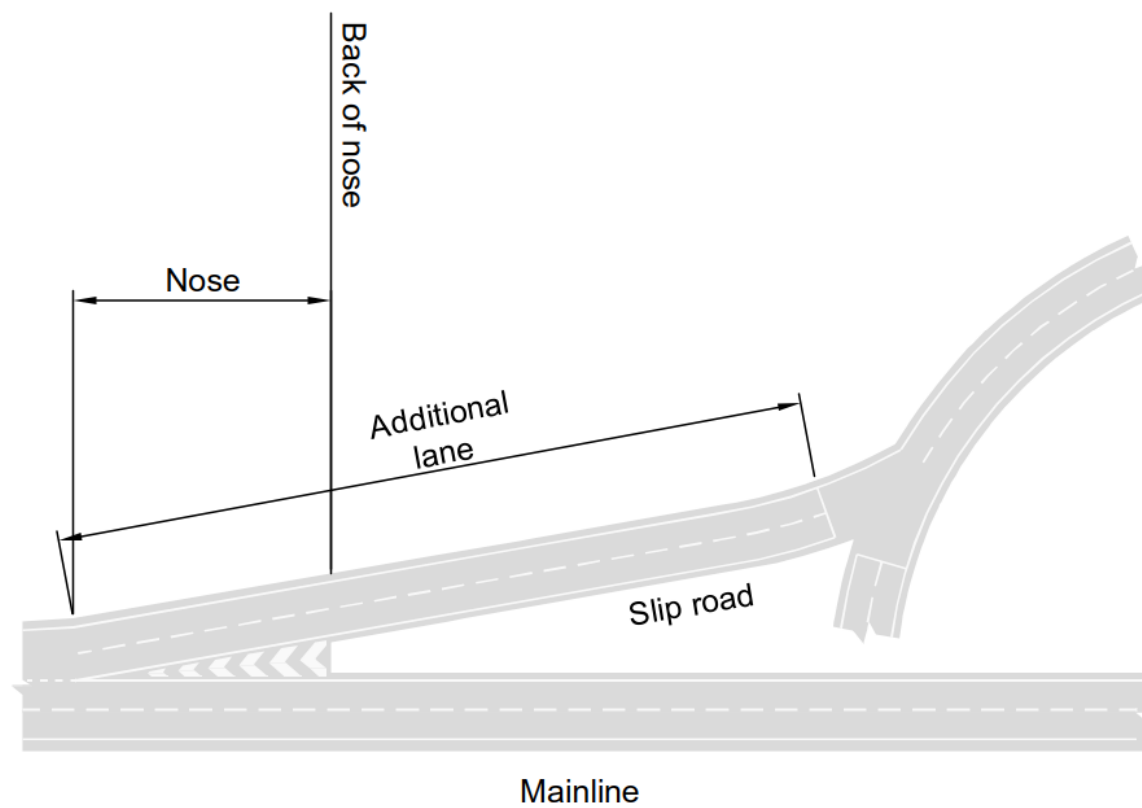 Back of nose
Nose
Additional
lane
Slip road
Mainline